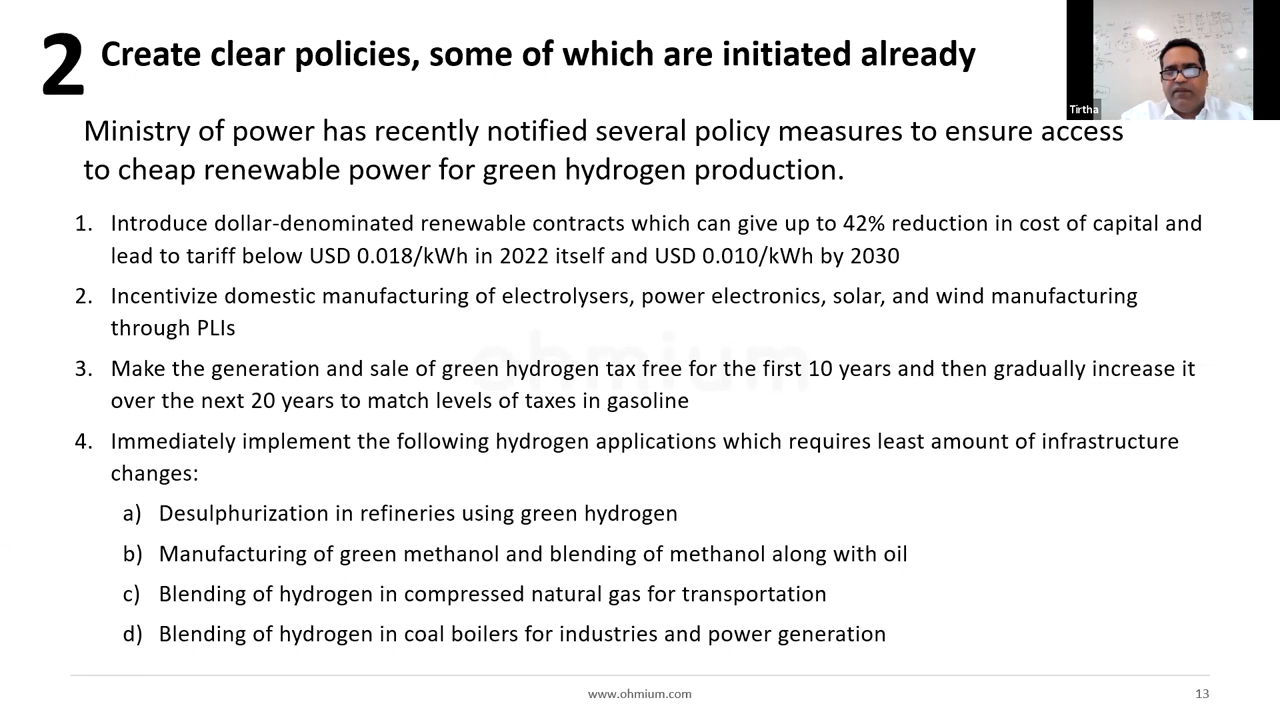 2 Create clear policies, some of which are initiated already
Tirtha
Ministry of power has recently notified several policy measures to ensure access
to cheap renewable power for green hydrogen production.
1. Introduce dollar-denominated renewable contracts which can give up to 42% reduction in cost of capital and
lead to tariff below USD 0.018/kWh in 2022 itself and USD 0.010/kWh by 2030
2. Incentivize domestic manufacturing of electrolysers, power electronics, solar, and wind manufacturing
through PLIs
ohmium
3. Make the generation and sale of green hydrogen tax free for the first 10 years and then gradually increase it
over the next 20 years to match levels of taxes in gasoline
4. Immediately implement the following hydrogen applications which requires least amount of infrastructure
changes:
a) Desulphurization in refineries using green hydrogen
b) Manufacturing of green methanol and blending of methanol along with oil
c) Blending of hydrogen in compressed natural gas for transportation
d) Blending of hydrogen in coal boilers for industries and power generation
www.ohmium.com
13